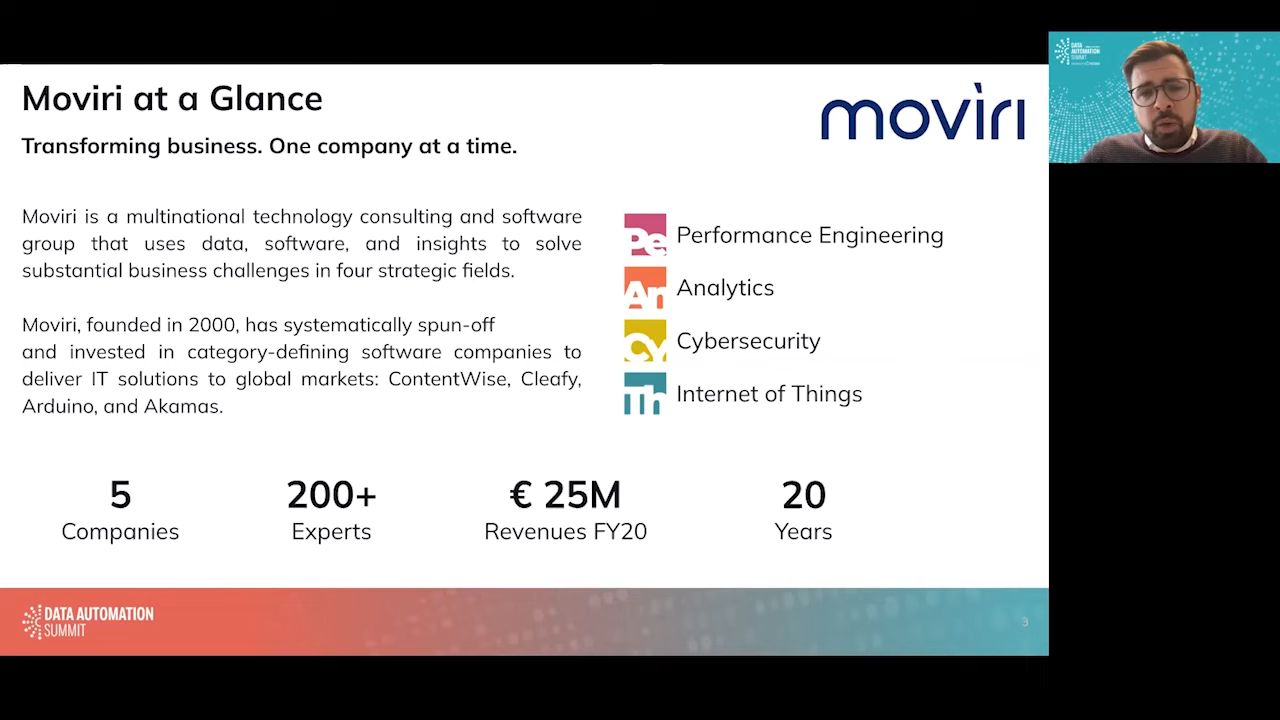 Moviri at a Glance
Transforming business. One company at a time.
moviri
Moviri is a multinational technology consulting and software
group that uses data, software, and insights to solve
substantial business challenges in four strategic fields.
Moviri, founded in 2000, has systematically spun-off
and invested in category-defining software companies to
deliver IT solutions to global markets: ContentWise, Cleafy,
Arduino, and Akamas.
Pe Performance Engineering
An Analytics
Cy Cybersecurity
Th Internet of Things
5
Companies
200+
Experts
€ 25M
Revenues FY20
20
Years
DATA AUTOMATION
SUMMIT
3
DATA
AUTOMATION
SUMMIT